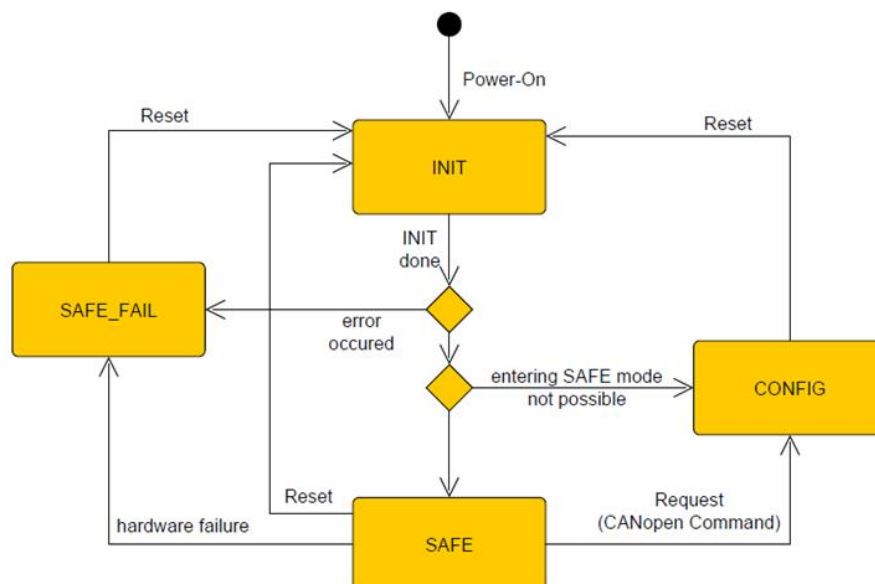 Power-On
Reset
Reset
INIT
INIT
done
SAFE_FAIL
error
occured
entering SAFE mode
not possible
CONFIG
Reset
Request
(CANopen Command)
hardware failure
SAFE